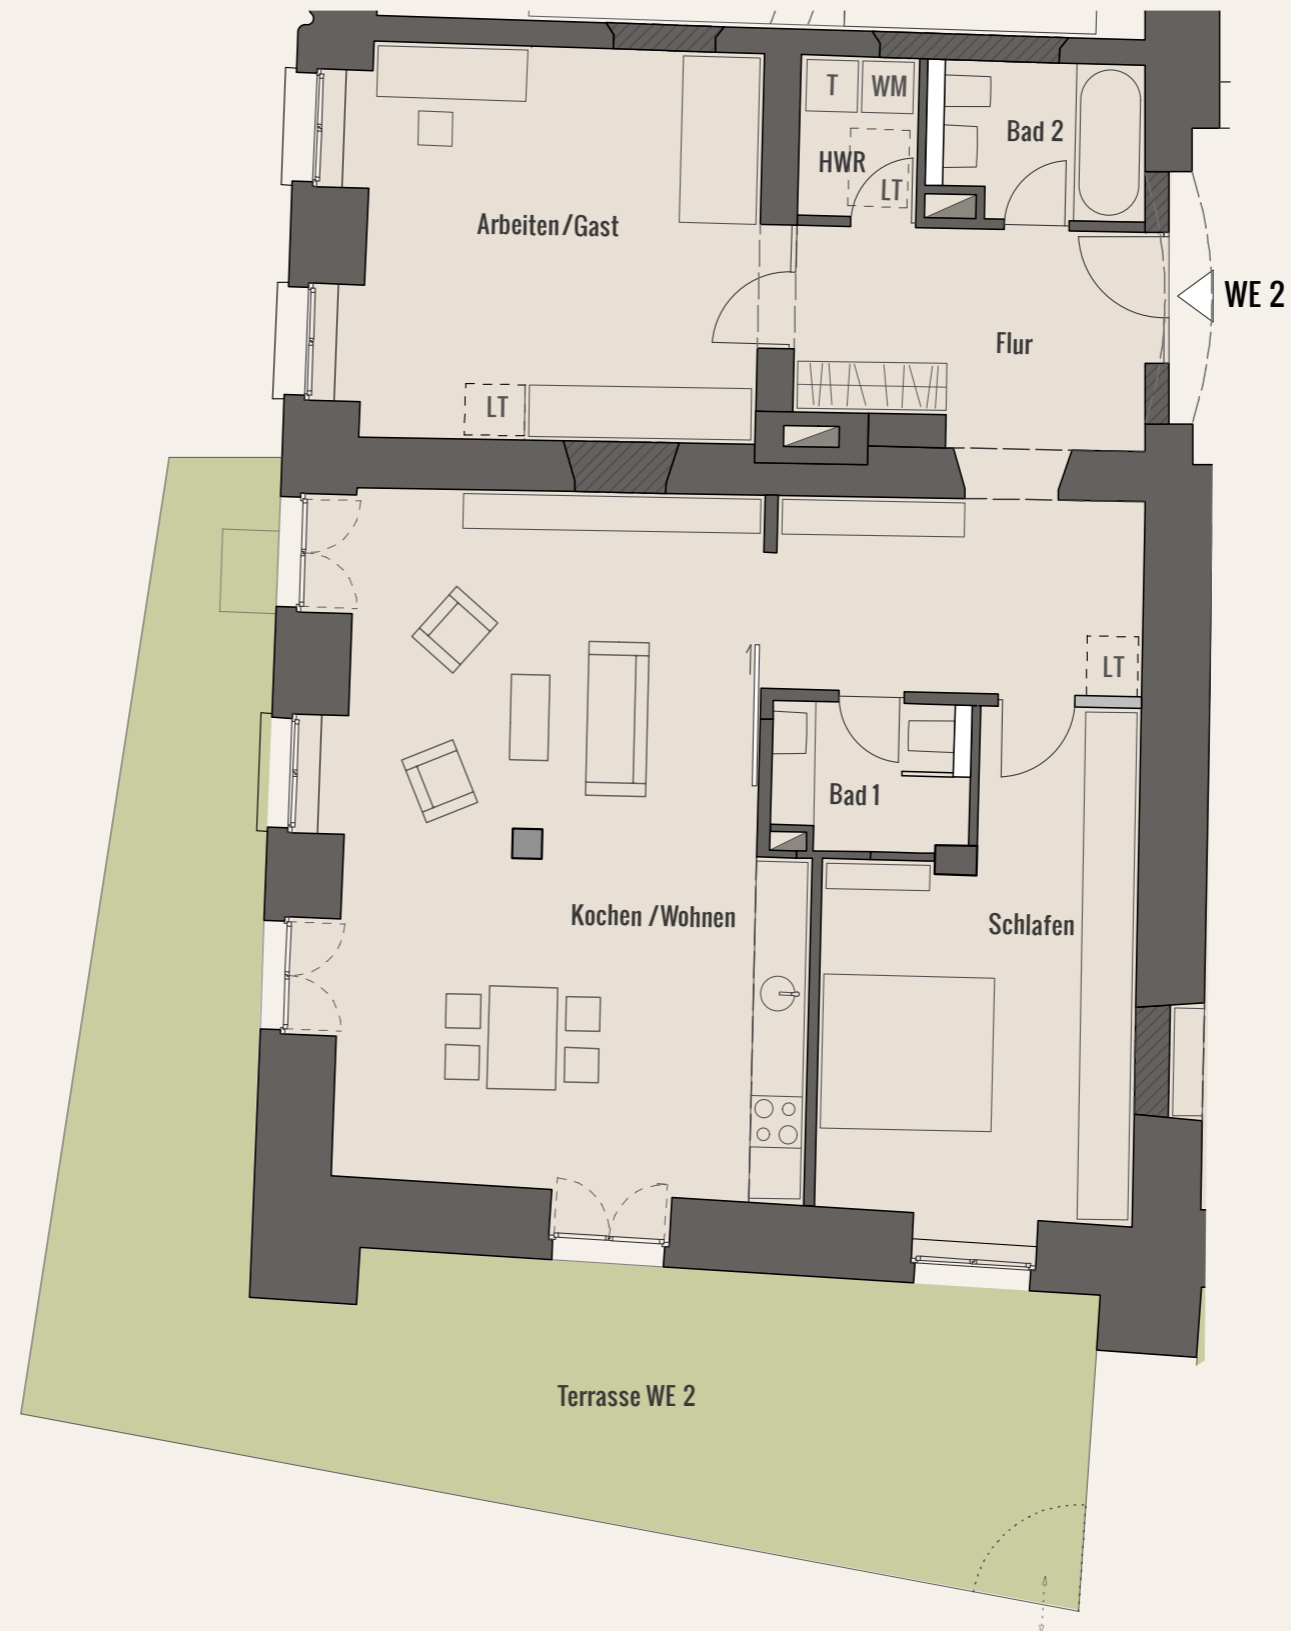 T
WM
Bad 2
HWR
LT
Arbeiten/Gast
WE 2
Flur
LT
LT
Bad 1
Kochen /Wohnen
Schlafen
Terrasse WE 2